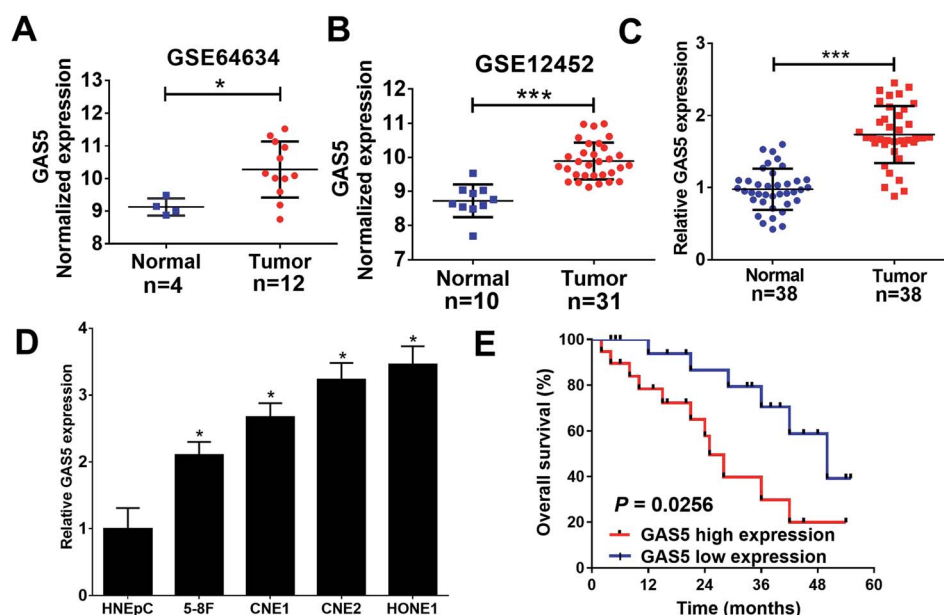 A
GSE64634
*
GAS5
Normalized expression
13
12
11
10
9
8
Normal
n=4
Tumor
n=12
B
GSE12452
***
GAS5
Normalized expression
12
11
10
9
8
7
Normal
n=10
Tumor
n=31
C
***
Relative GAS5 expression
3
2
1
0
Normal
n=38
Tumor
n=38
D
Relative GAS5 expression
4
3
2
1
0
*
*
*
*
HNEpC
5-8F
CNE1
CNE2
HONE1
E
Overall survival (%)
100
80
60
40
20
P = 0.0256
GAS5 high expression
GAS5 low expression
0
12
24
36
48
60
Time (months)